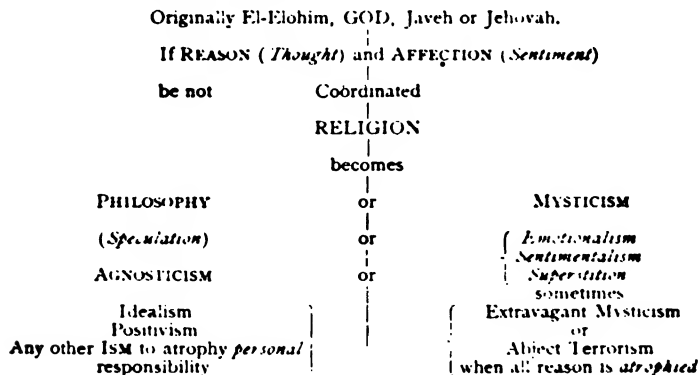 Originally El-Elohim, GOD, Javeh or Jehovah.
If REASON (Thought) and AFFECTION (Sentiment)
be not Coördinated
RELIGION
becomes
PHILOSOPHY or MYSTICISM
(Speculation) or Emotionalism
Sentimentalism
AGNOSTICISM or Superstition
sometimes
Idealism Extravagant Mysticism
Positivism or
Any other ISM to atrophy personal Abject Terrorism
responsibility when all reason is atrophied